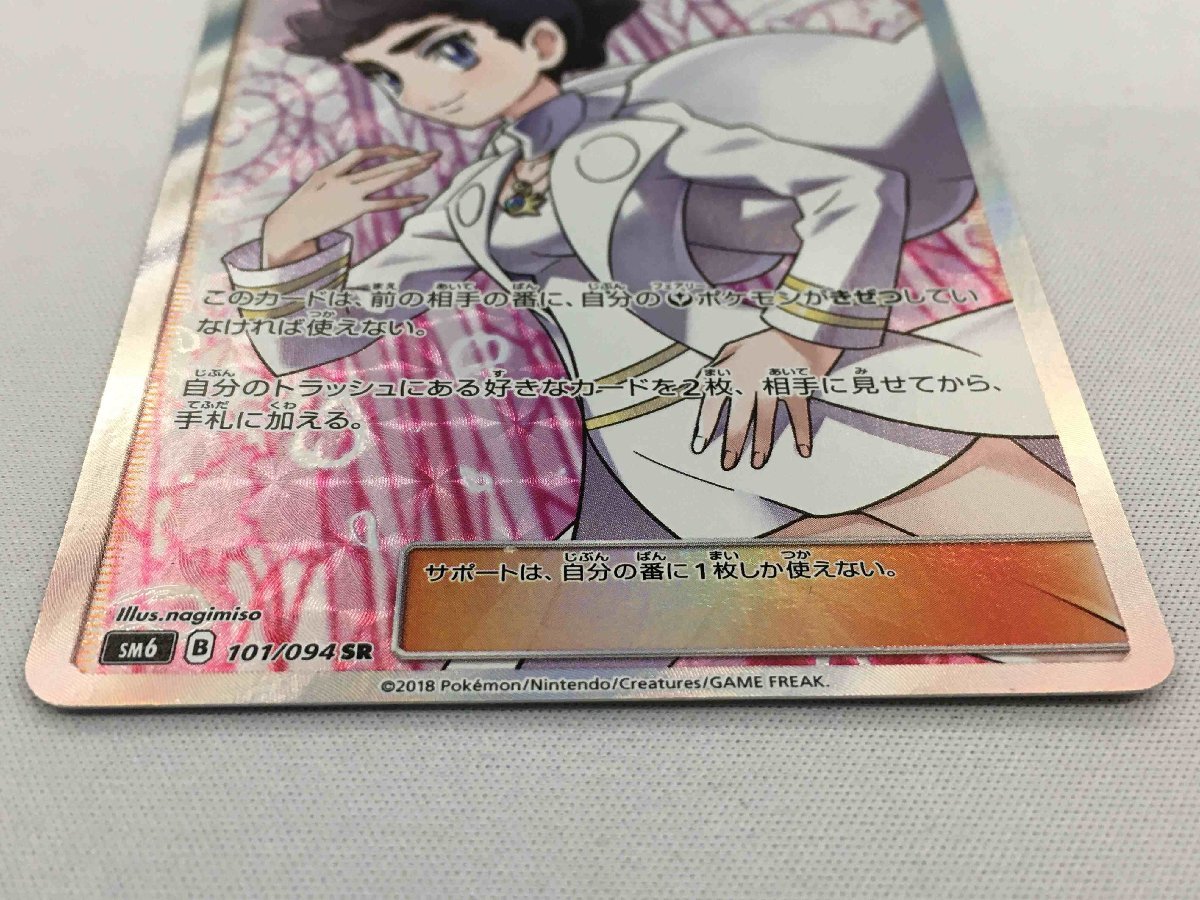 このカードは、前の相手の番に、自分のポケモンがきぜつしてい
なければ使えない。
自分のトラッシュにある好きなカードを2枚、相手に見せてから、
手札に加える。
サポートは、自分の番に1枚しか使えない。
Illus.nagimiso
SM6 B 101/094 SR
©2018 Pokémon/Nintendo/Creatures/GAME FREAK.